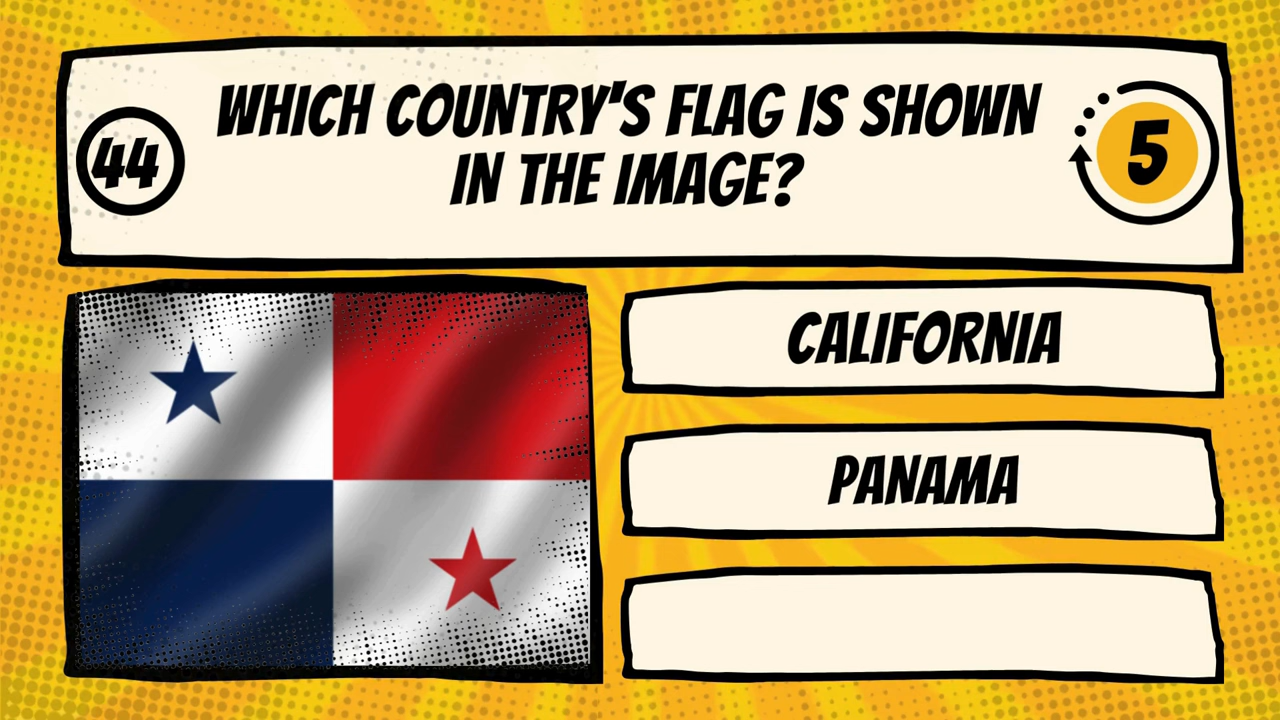 44
WHICH COUNTRY'S FLAG IS SHOWN
IN THE IMAGE?
5
CALIFORNIA
PANAMA